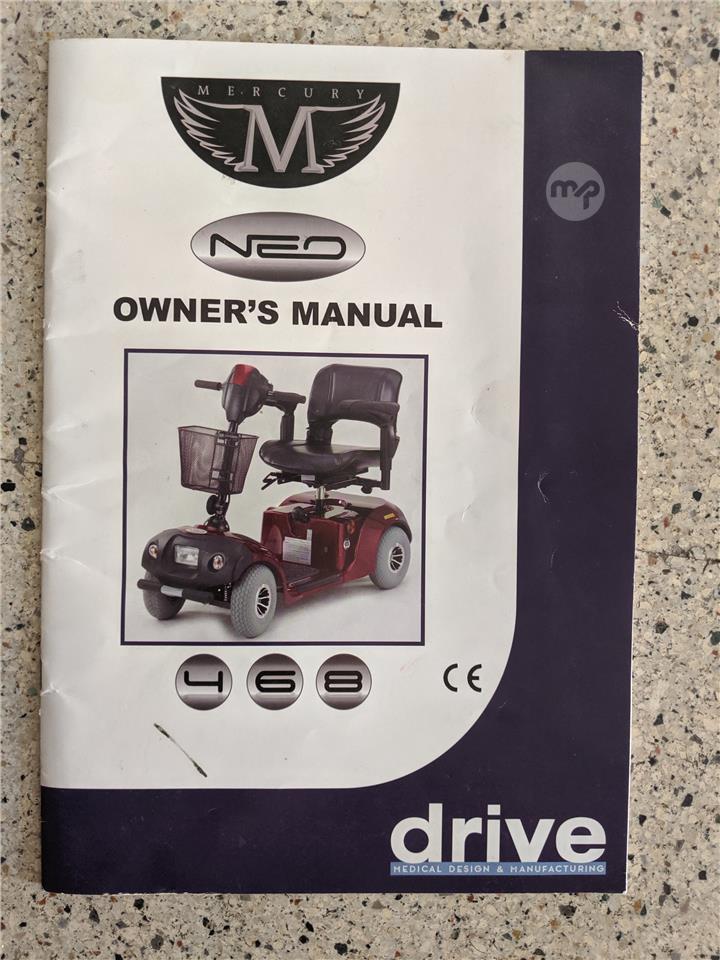 MERCURY
M
NEO
OWNER'S MANUAL
4 6 8
CE
drive
MEDICAL DESIGN & MANUFACTURING
mp